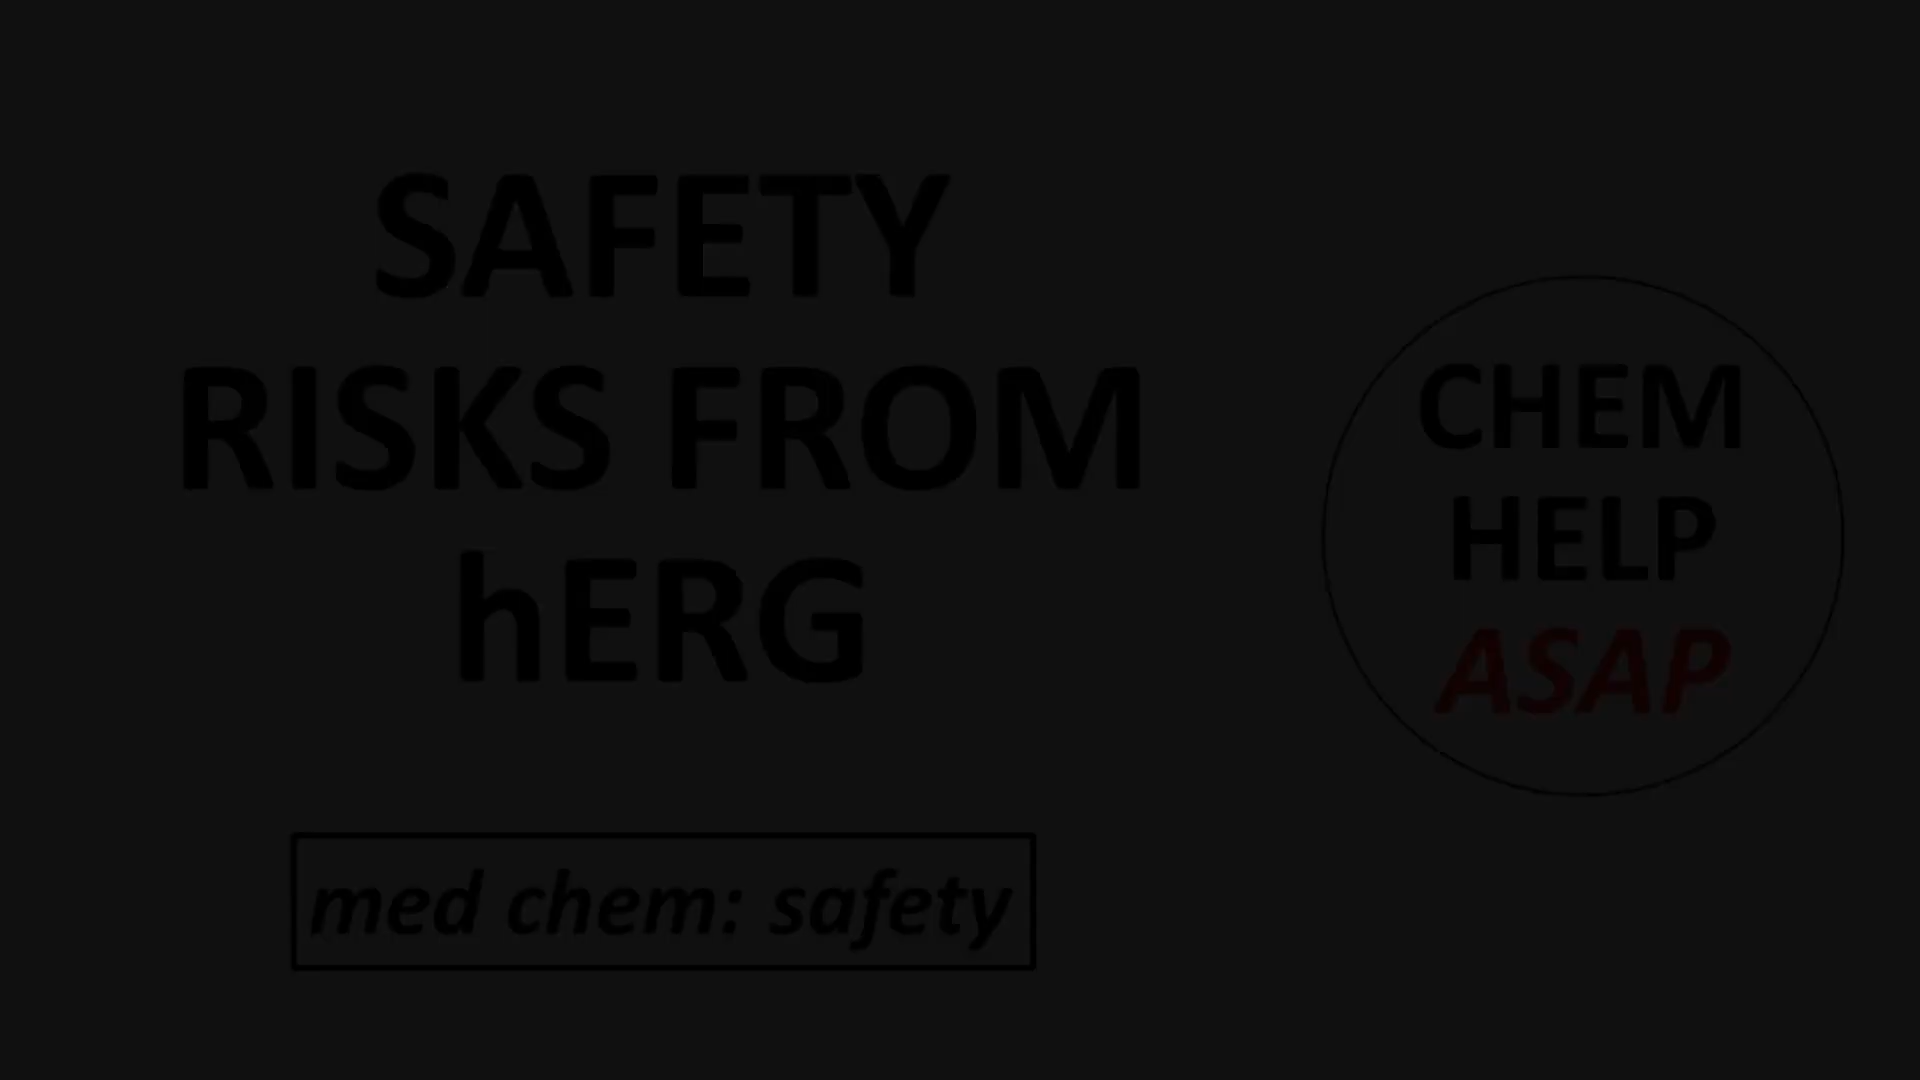 SAFETY
RISKS FROM
hERG
med chem: safety
CHEM
HELP
ASAP